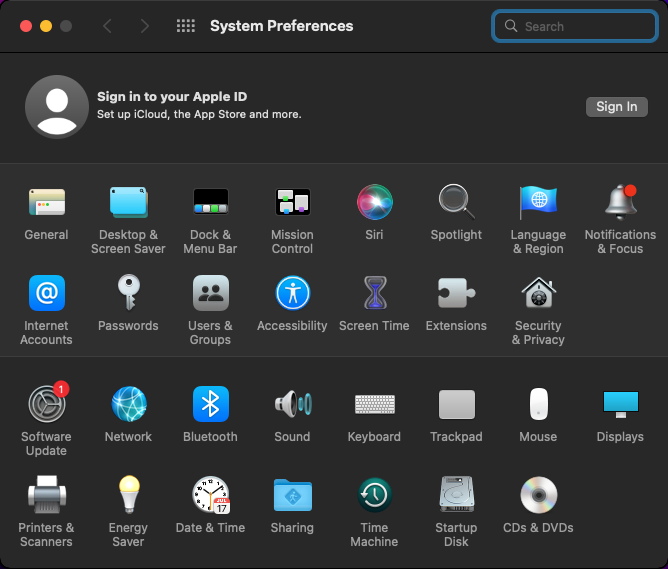 System Preferences
Search
Sign in to your Apple ID
Set up iCloud, the App Store and more.
Sign In
General
Desktop &
Screen Saver
Dock &
Menu Bar
Mission
Control
Siri
Spotlight
Language
& Region
Notifications
& Focus
@
Internet
Accounts
Passwords
Users &
Groups
Accessibility
Screen Time
Extensions
Security
& Privacy
1
Software
Update
Network
Bluetooth
Sound
Keyboard
Trackpad
Mouse
Displays
Printers &
Scanners
Energy
Saver
JUL
17
Date & Time
Sharing
Time
Machine
Startup
Disk
CDs & DVDs